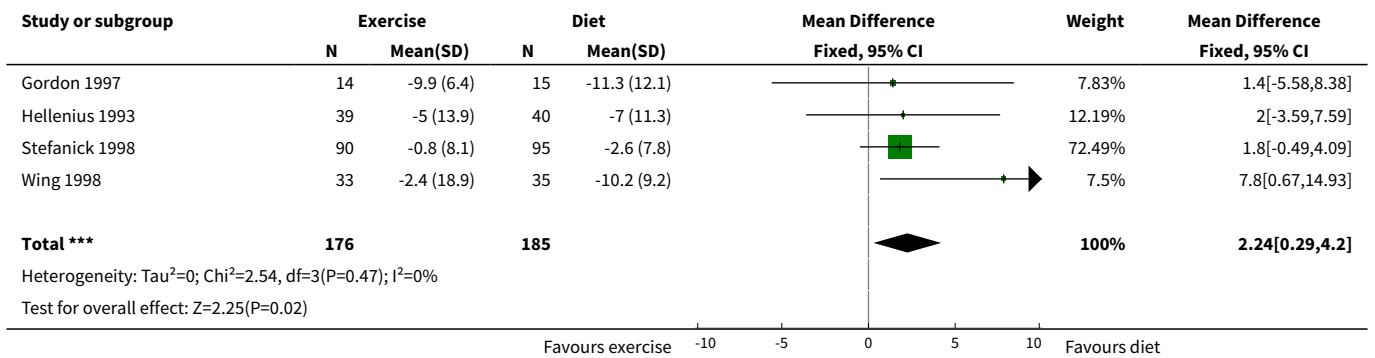 Study or subgroup Exercise Diet Mean Difference Weight Mean Difference
N Mean(SD) N Mean(SD) Fixed, 95% CI Fixed, 95% CI
Gordon 1997 14 -9.9 (6.4) 15 -11.3 (12.1) 7.83% 1.4[-5.58,8.38]
Hellenius 1993 39 -5 (13.9) 40 -7 (11.3) 12.19% 2[-3.59,7.59]
Stefanick 1998 90 -0.8 (8.1) 95 -2.6 (7.8) 72.49% 1.8[-0.49,4.09]
Wing 1998 33 -2.4 (18.9) 35 -10.2 (9.2) 7.5% 7.8[0.67,14.93]
Total *** 176 185 100% 2.24[0.29,4.2]
Heterogeneity: Tau²=0; Chi²=2.54, df=3(P=0.47); I²=0%
Test for overall effect: Z=2.25(P=0.02)
Favours exercise -10 -5 0 5 10 Favours diet